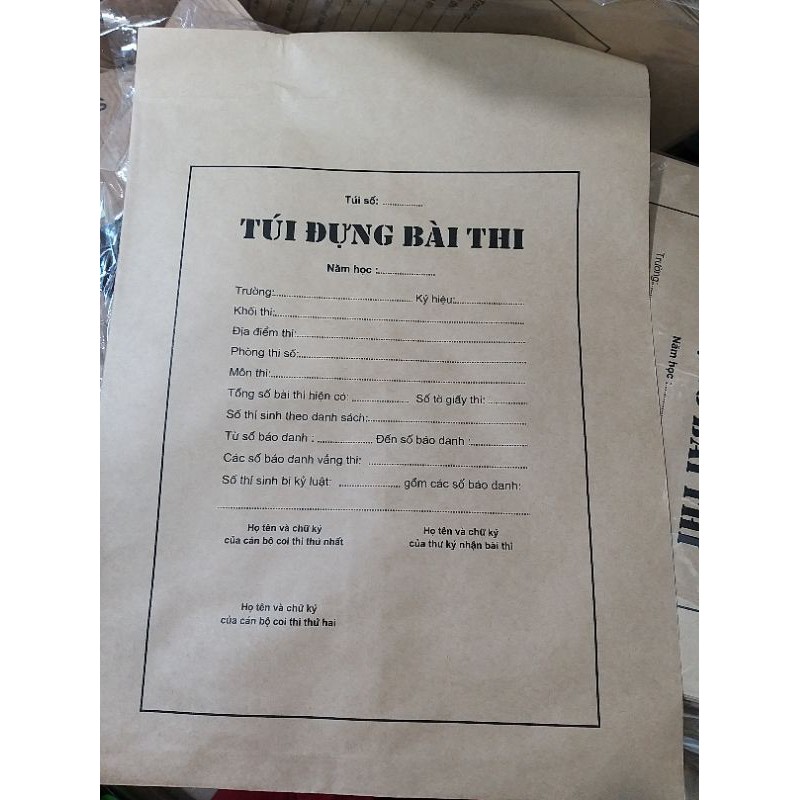 Túi số: ................
TÚI ĐỰNG BÀI THI
Năm học :....................
Trường:.......................................... Ký hiệu:......................
Khối thi:..............................................................................
Địa điểm thi:......................................................................
Phòng thi số:.....................................................................
Môn thi:..............................................................................
Tổng số bài thi hiện có: .................. Số tờ giấy thi:............
Số thí sinh theo danh sách:................................................
Từ số báo danh : ................. Đến số báo danh :.................
Các số báo danh vắng thi: ................................................
Số thí sinh bị kỷ luật: .................... gồm các số báo danh:
...........................................................................................
Họ tên và chữ ký
của cán bộ coi thi thứ nhất
Họ tên và chữ ký
của thư ký nhận bài thi
Họ tên và chữ ký
của cán bộ coi thi thứ hai
Trường:....
Năm học :....
BÀI THI